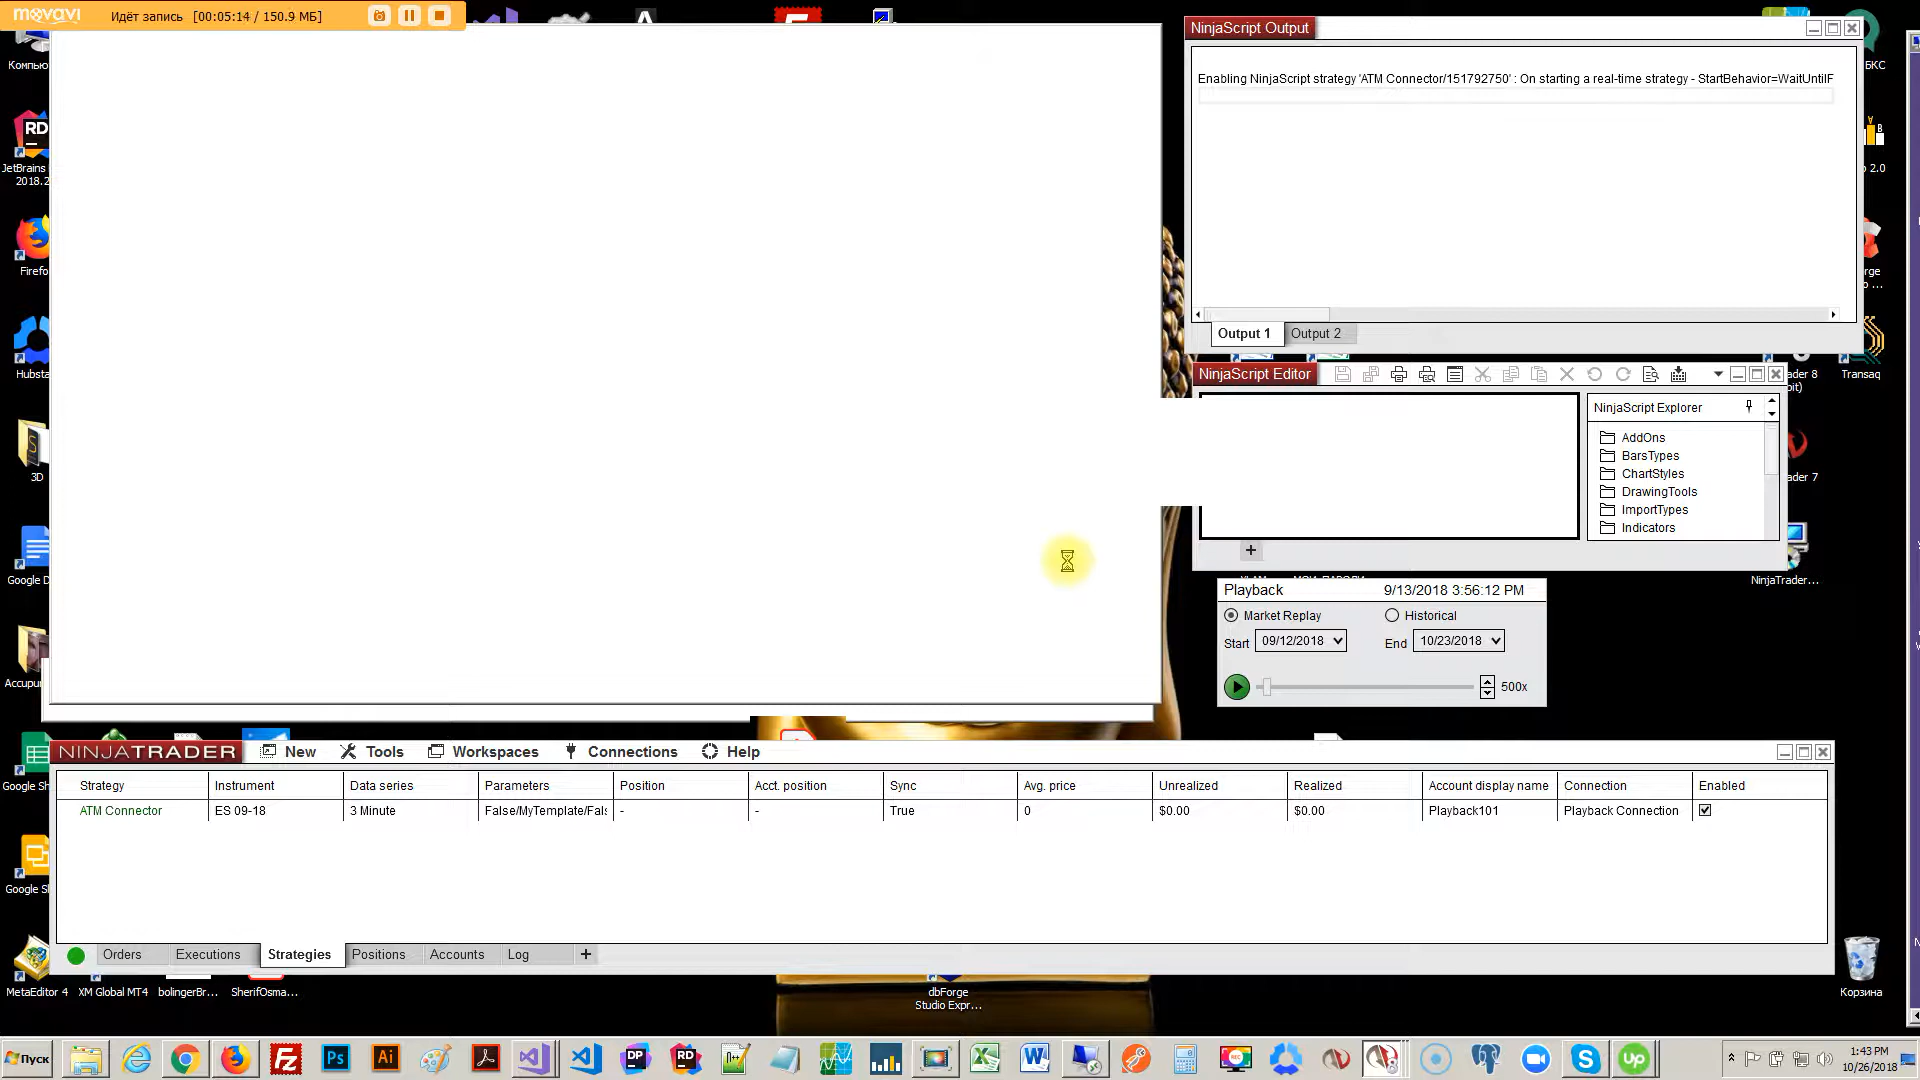 movavi
Идёт запись [00:05:14 / 150.9 МБ]
NinjaScript Output
Enabling NinjaScript strategy 'ATM Connector/151792750' : On starting a real-time strategy - StartBehavior=WaitUntilF
Output 1
Output 2
NinjaScript Editor
NinjaScript Explorer
AddOns
BarsTypes
ChartStyles
DrawingTools
ImportTypes
Indicators
+
Playback
9/13/2018 3:56:12 PM
Market Replay
Historical
Start
09/12/2018
End
10/23/2018
500x
NINJATRADER
New
Tools
Workspaces
Connections
Help
Strategy
Instrument
Data series
Parameters
Position
Acct. position
Sync
Avg. price
Unrealized
Realized
Account display name
Connection
Enabled
ATM Connector
ES 09-18
3 Minute
False/MyTemplate/Fals
-
-
True
0
$0.00
$0.00
Playback101
Playback Connection
Orders
Executions
Strategies
Positions
Accounts
Log
+
JetBrains
2018.2
Firefo
Hubsta
3D
Google D
Accupu
Google Sh
Google Sl
MetaEditor 4
XM Global MT4
bolingerBr...
SherifOsma...
dbForge
Studio Expr...
Компью
БКС
2.0
rge
o ...
ader 8
bit)
Transaq
ader 7
NinjaTrader...
Корзина
Пуск
1:43 PM
10/26/2018